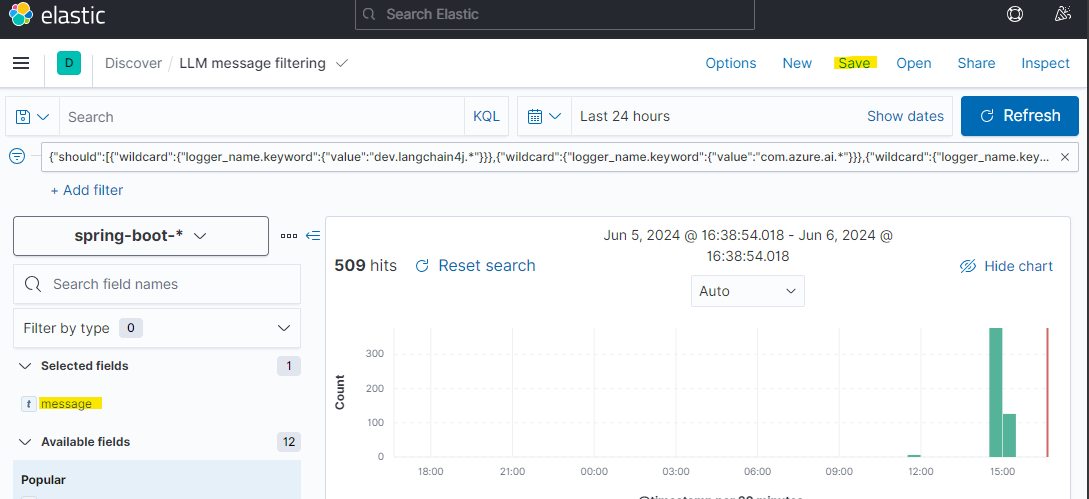 elastic
Search Elastic
D
Discover / LLM message filtering
Options New Save Open Share Inspect
Search KQL
Last 24 hours Show dates
Refresh
{"should":[{"wildcard":{"logger_name.keyword":{"value":"dev.langchain4j.*"}}},{"wildcard":{"logger_name.keyword":{"value":"com.azure.ai.*"}}},{"wildcard":{"logger_name.key...
+ Add filter
spring-boot-*
Search field names
Filter by type 0
Selected fields 1
t message
Available fields 12
Popular
Jun 5, 2024 @ 16:38:54.018 - Jun 6, 2024 @
16:38:54.018
509 hits Reset search
Hide chart
Auto
Count
300
200
100
0
18:00 21:00 00:00 03:00 06:00 09:00 12:00 15:00
@timestamp per 30 minutes